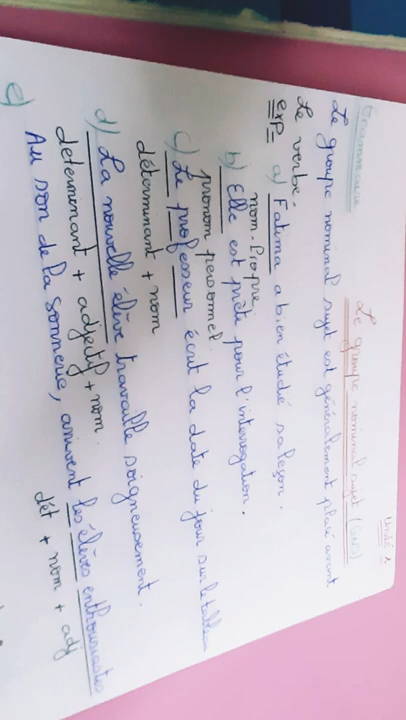 Unité 1
Grammaire
Le groupe nominal sujet (GNS)
Le groupe nominal sujet est généralement placé avant
Le verbe.
exp= a) Fatima a bien étudié sa leçon.
nom propre
b) Elle est prête pour l'interrogation.
pronom personnel
c) Le professeur écrit la date du jour sur le tableau
déterminant + nom
d) La nouvelle élève travaille soigneusement.
determinant + adjectif + nom.
e)
Au son de la sonnerie, arrivent les élèves enthousiastes
dét + nom + adj